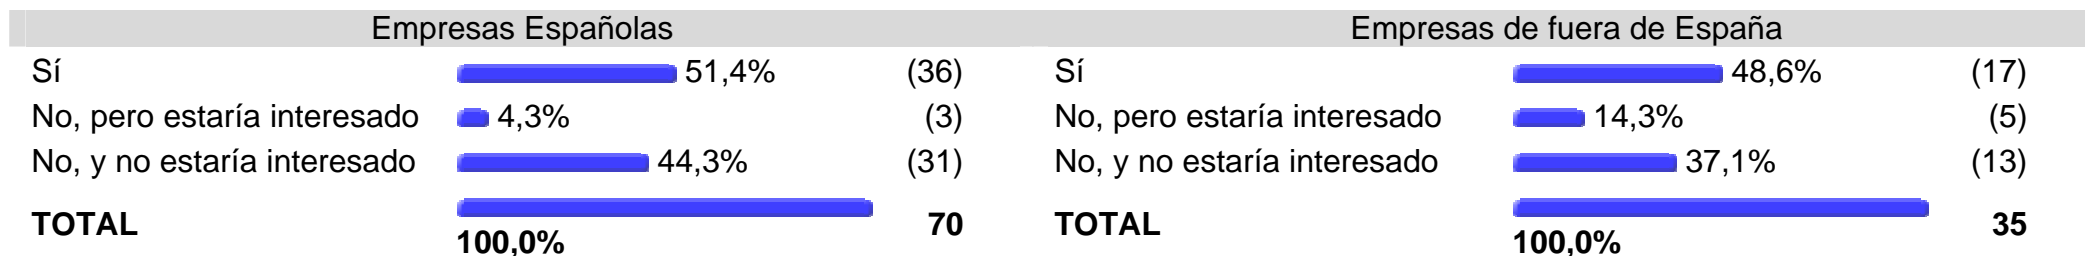 Empresas Españolas
Sí 51,4% (36)
No, pero estaría interesado 4,3% (3)
No, y no estaría interesado 44,3% (31)
TOTAL 70
100,0%
Empresas de fuera de España
Sí 48,6% (17)
No, pero estaría interesado 14,3% (5)
No, y no estaría interesado 37,1% (13)
TOTAL 35
100,0%